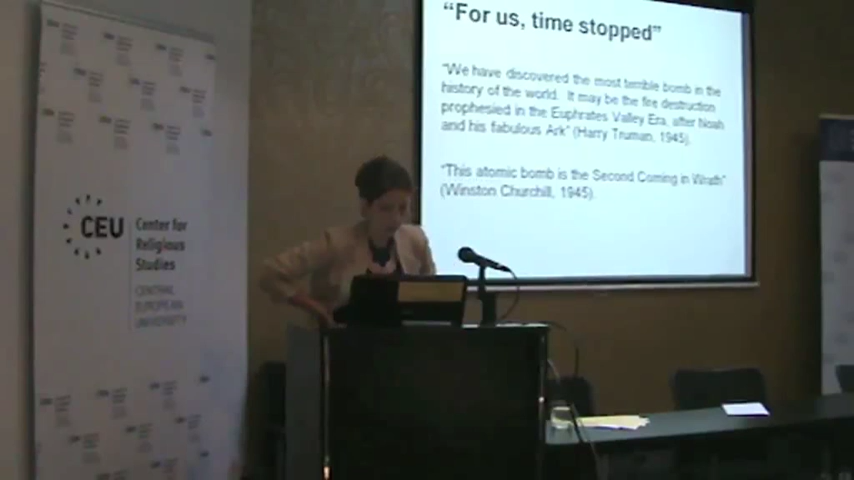 CEU
Center for
Religious
Studies
CENTRAL
EUROPEAN
UNIVERSITY
"For us, time stopped"
"We have discovered the most terrible bomb in the
history of the world. It may be the fire destruction
prophesied in the Euphrates Valley Era, after Noah
and his fabulous Ark" (Harry Truman, 1945).
"This atomic bomb is the Second Coming in Wrath"
(Winston Churchill, 1945).